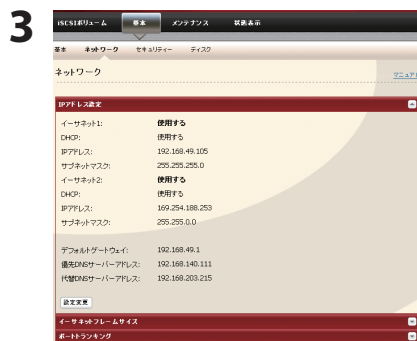 3
iSCSIボリューム 基本 メンテナンス 状態表示
基本 ネットワーク セキュリティー ディスク
ネットワーク
マニュアル
IPアドレス設定
イーサネット1: 使用する
DHCP: 使用する
IPアドレス: 192.168.49.105
サブネットマスク: 255.255.255.0
イーサネット2: 使用する
DHCP: 使用する
IPアドレス: 169.254.188.253
サブネットマスク: 255.255.0.0
デフォルトゲートウェイ: 192.168.49.1
優先DNSサーバーアドレス: 192.168.140.111
代替DNSサーバーアドレス: 192.168.203.215
設定変更
イーサネットフレームサイズ
ポートトランキング